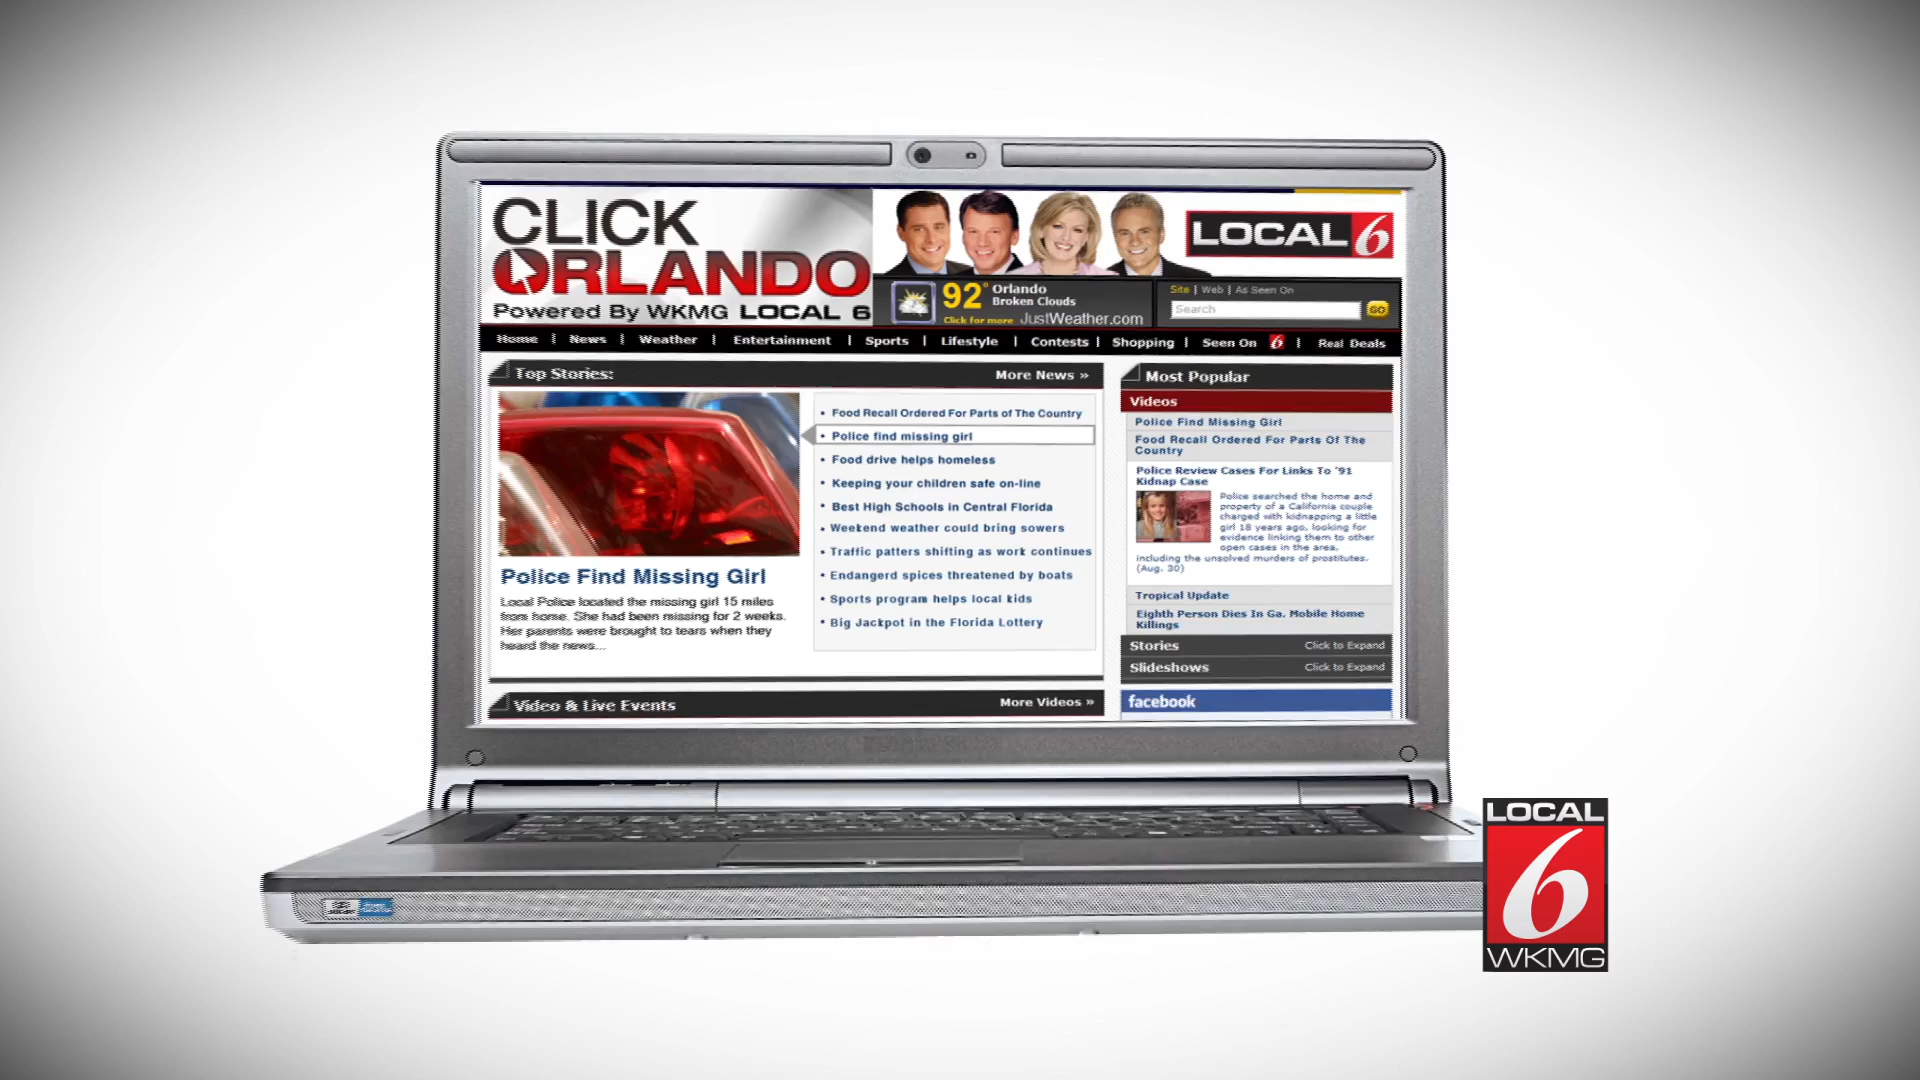 CLICK
ORLANDO
Powered By WKMG LOCAL 6
LOCAL 6
92° Orlando
Broken Clouds
Click for more JustWeather.com
Site | Web | As Seen On
Search
GO
Home | News | Weather | Entertainment | Sports | Lifestyle | Contests | Shopping | Seen On 6 | Real Deals
Top Stories: More News »
Police Find Missing Girl
Local Police located the missing girl 15 miles
from home. She had been missing for 2 weeks.
Her parents were brought to tears when they
heard the news...
• Food Recall Ordered For Parts of The Country
• Police find missing girl
• Food drive helps homeless
• Keeping your children safe on-line
• Best High Schools in Central Florida
• Weekend weather could bring sowers
• Traffic patters shifting as work continues
• Endangerd spices threatened by boats
• Sports program helps local kids
• Big Jackpot in the Florida Lottery
Video & Live Events More Videos »
Most Popular
Videos
Police Find Missing Girl
Food Recall Ordered For Parts Of The
Country
Police Review Cases For Links To '91
Kidnap Case
Police searched the home and
property of a California couple
charged with kidnapping a little
girl 18 years ago, looking for
evidence linking them to other
open cases in the area,
including the unsolved murders of prostitutes.
(Aug. 30)
Tropical Update
Eighth Person Dies In Ga. Mobile Home
Killings
Stories Click to Expand
Slideshows Click to Expand
facebook
LOCAL
6
WKMG